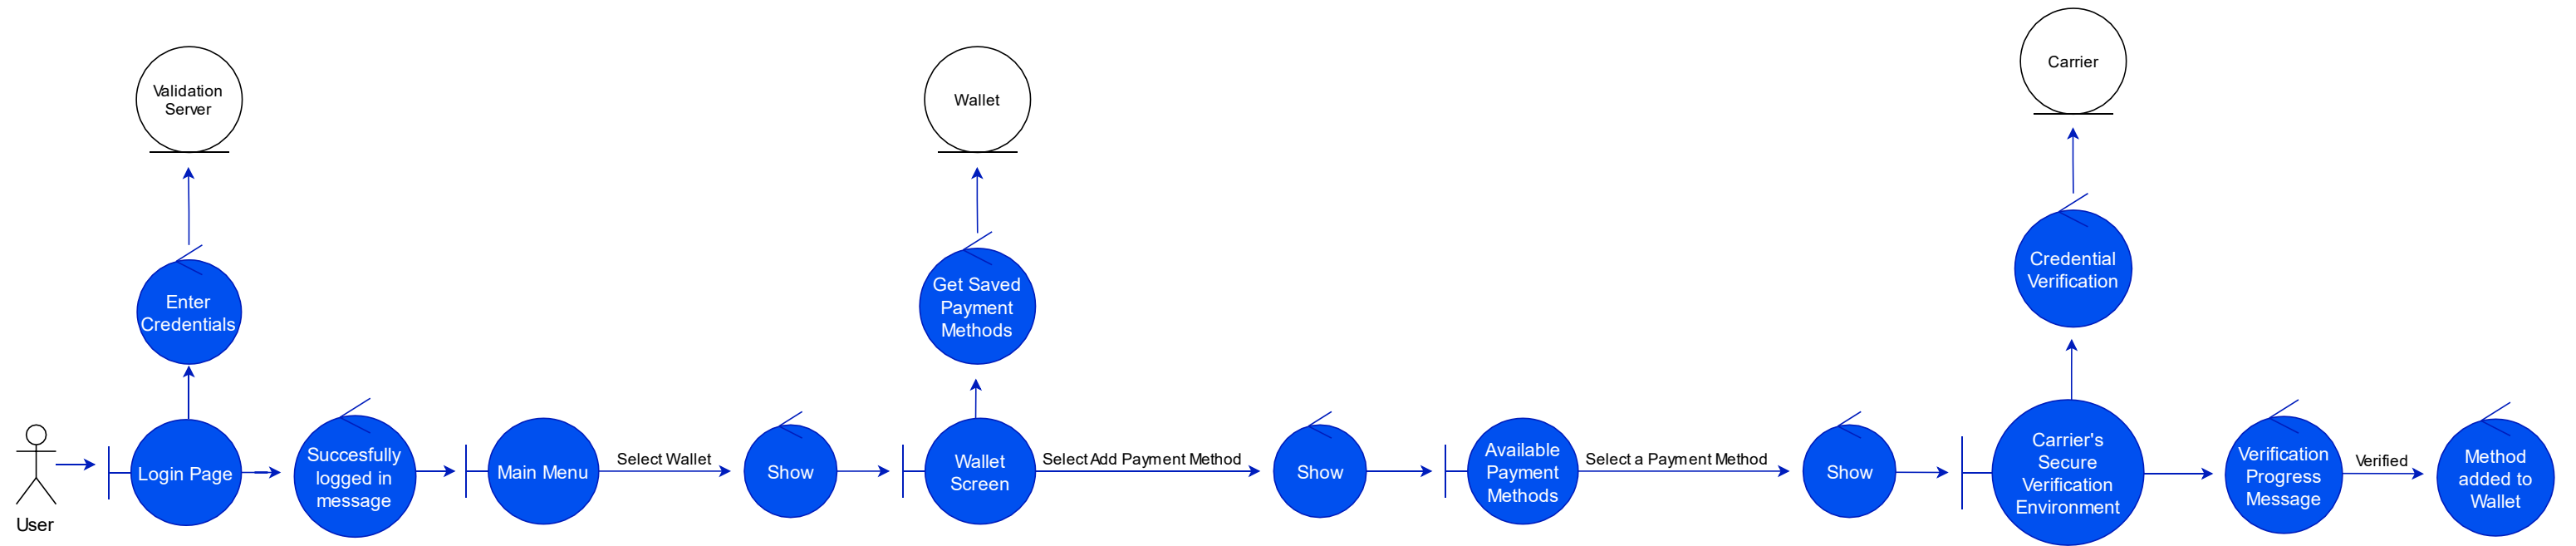 Validation
Server
Wallet
Carrier
Enter
Credentials
Get Saved
Payment
Methods
Credential
Verification
User
Login Page
Succesfully
logged in
message
Main Menu
Select Wallet
Show
Wallet
Screen
Select Add Payment Method
Show
Available
Payment
Methods
Select a Payment Method
Show
Carrier's
Secure
Verification
Environment
Verification
Progress
Message
Verified
Method
added to
Wallet